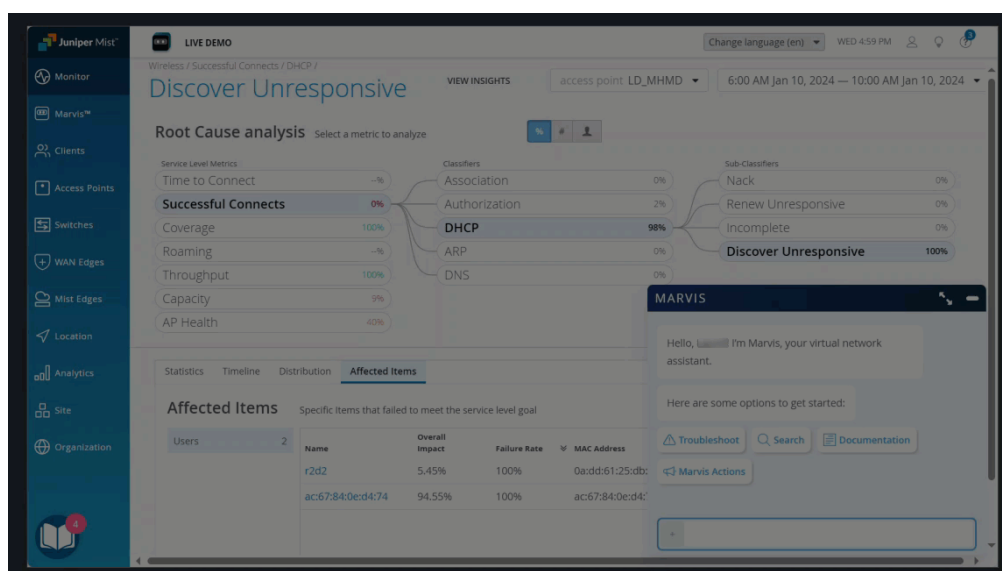 Juniper Mist™
LIVE DEMO
Change language (en)
WED 4:59 PM
3
Monitor
Marvis™
Clients
Access Points
Switches
WAN Edges
Mist Edges
Location
Analytics
Site
Organization
4
Wireless / Successful Connects / DHCP /
Discover Unresponsive
VIEW INSIGHTS
access point LD_MHMD
6:00 AM Jan 10, 2024 — 10:00 AM Jan 10, 2024
Root Cause analysis Select a metric to analyze
% #
Service Level Metrics
Time to Connect --%
Successful Connects 0%
Coverage 100%
Roaming --%
Throughput 100%
Capacity 9%
AP Health 40%
Classifiers
Association 0%
Authorization 2%
DHCP 98%
ARP 0%
DNS 0%
Sub-Classifiers
Nack 0%
Renew Unresponsive 0%
Incomplete 0%
Discover Unresponsive 100%
Statistics Timeline Distribution Affected Items
Affected Items Specific Items that failed to meet the service level goal
Users 2
Name Overall Impact Failure Rate MAC Address
r2d2 5.45% 100% 0a:dd:61:25:db:
ac:67:84:0e:d4:74 94.55% 100% ac:67:84:0e:d4:
MARVIS
Hello, I'm Marvis, your virtual network
assistant.
Here are some options to get started:
Troubleshoot Search Documentation
Marvis Actions